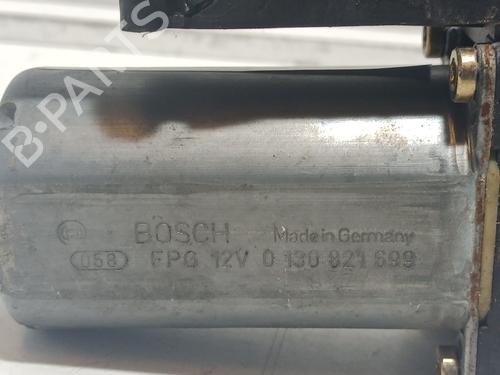 B-PARTS
BOSCH Made in Germany
058 FPG 12V 0 130 821 699